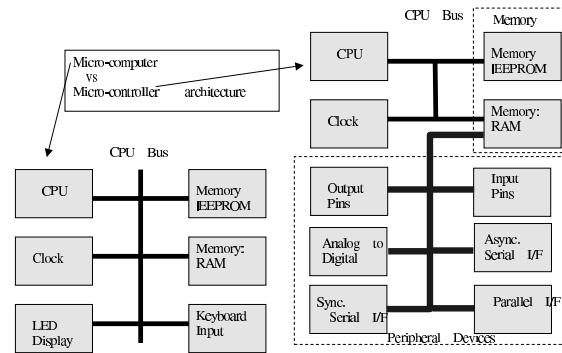 CPU Bus
Memory
Micro-computer
vs
Micro-controller architecture
CPU
Memory
IEEPROM
Clock
Memory:
RAM
CPU Bus
CPU
Memory
IEEPROM
Clock
Memory:
RAM
LED
Display
Keyboard
Input
Output
Pins
Input
Pins
Analog to
Digital
Async.
Serial I/F
Sync.
Serial I/F
Parallel I/F
Peripheral Devices